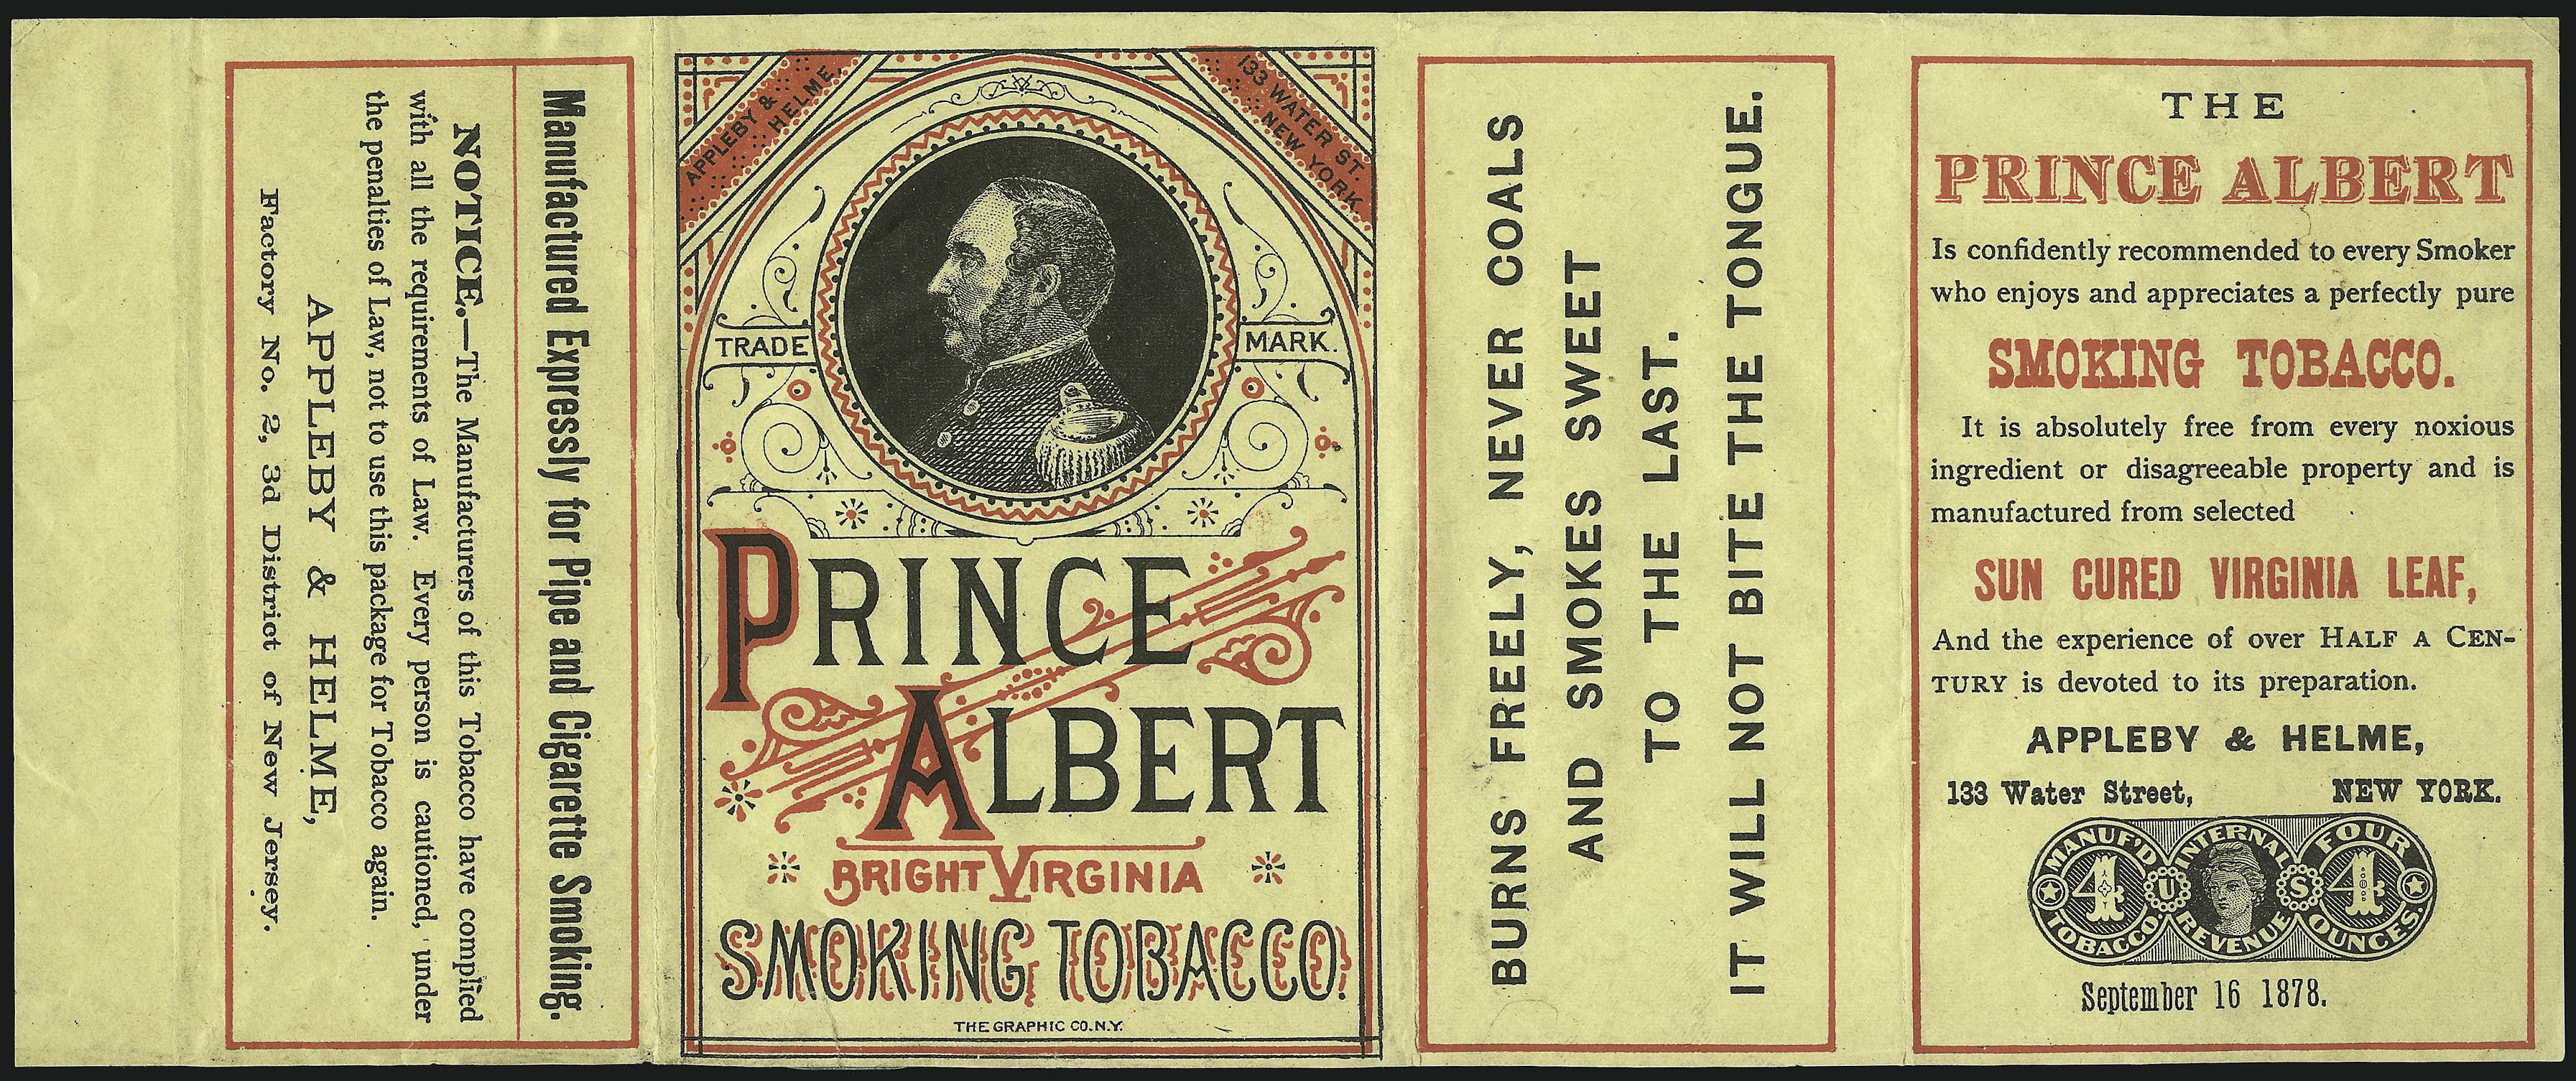 Manufactured Expressly for Pipe and Cigarette Smoking.
NOTICE.—The Manufacturers of this Tobacco have complied
with all the requirements of Law. Every person is cautioned, under
the penalties of Law, not to use this package for Tobacco again.
APPLEBY & HELME,
Factory No. 2, 3d District of New Jersey.
APPLEBY &
HELME.
133 WATER ST.
NEW YORK
TRADE MARK.
PRINCE
ALBERT
BRIGHT VIRGINIA
SMOKING TOBACCO.
THE GRAPHIC CO. N.Y.
BURNS FREELY, NEVER COALS
AND SMOKES SWEET
TO THE LAST.
IT WILL NOT BITE THE TONGUE.
THE
PRINCE ALBERT
Is confidently recommended to every Smoker
who enjoys and appreciates a perfectly pure
SMOKING TOBACCO.
It is absolutely free from every noxious
ingredient or disagreeable property and is
manufactured from selected
SUN CURED VIRGINIA LEAF,
And the experience of over HALF A CEN-
TURY is devoted to its preparation.
APPLEBY & HELME,
133 Water Street, NEW YORK.
MANUF'D INTERNAL FOUR
4 U S 4
TOBACCO. REVENUE OUNCES.
September 16 1878.